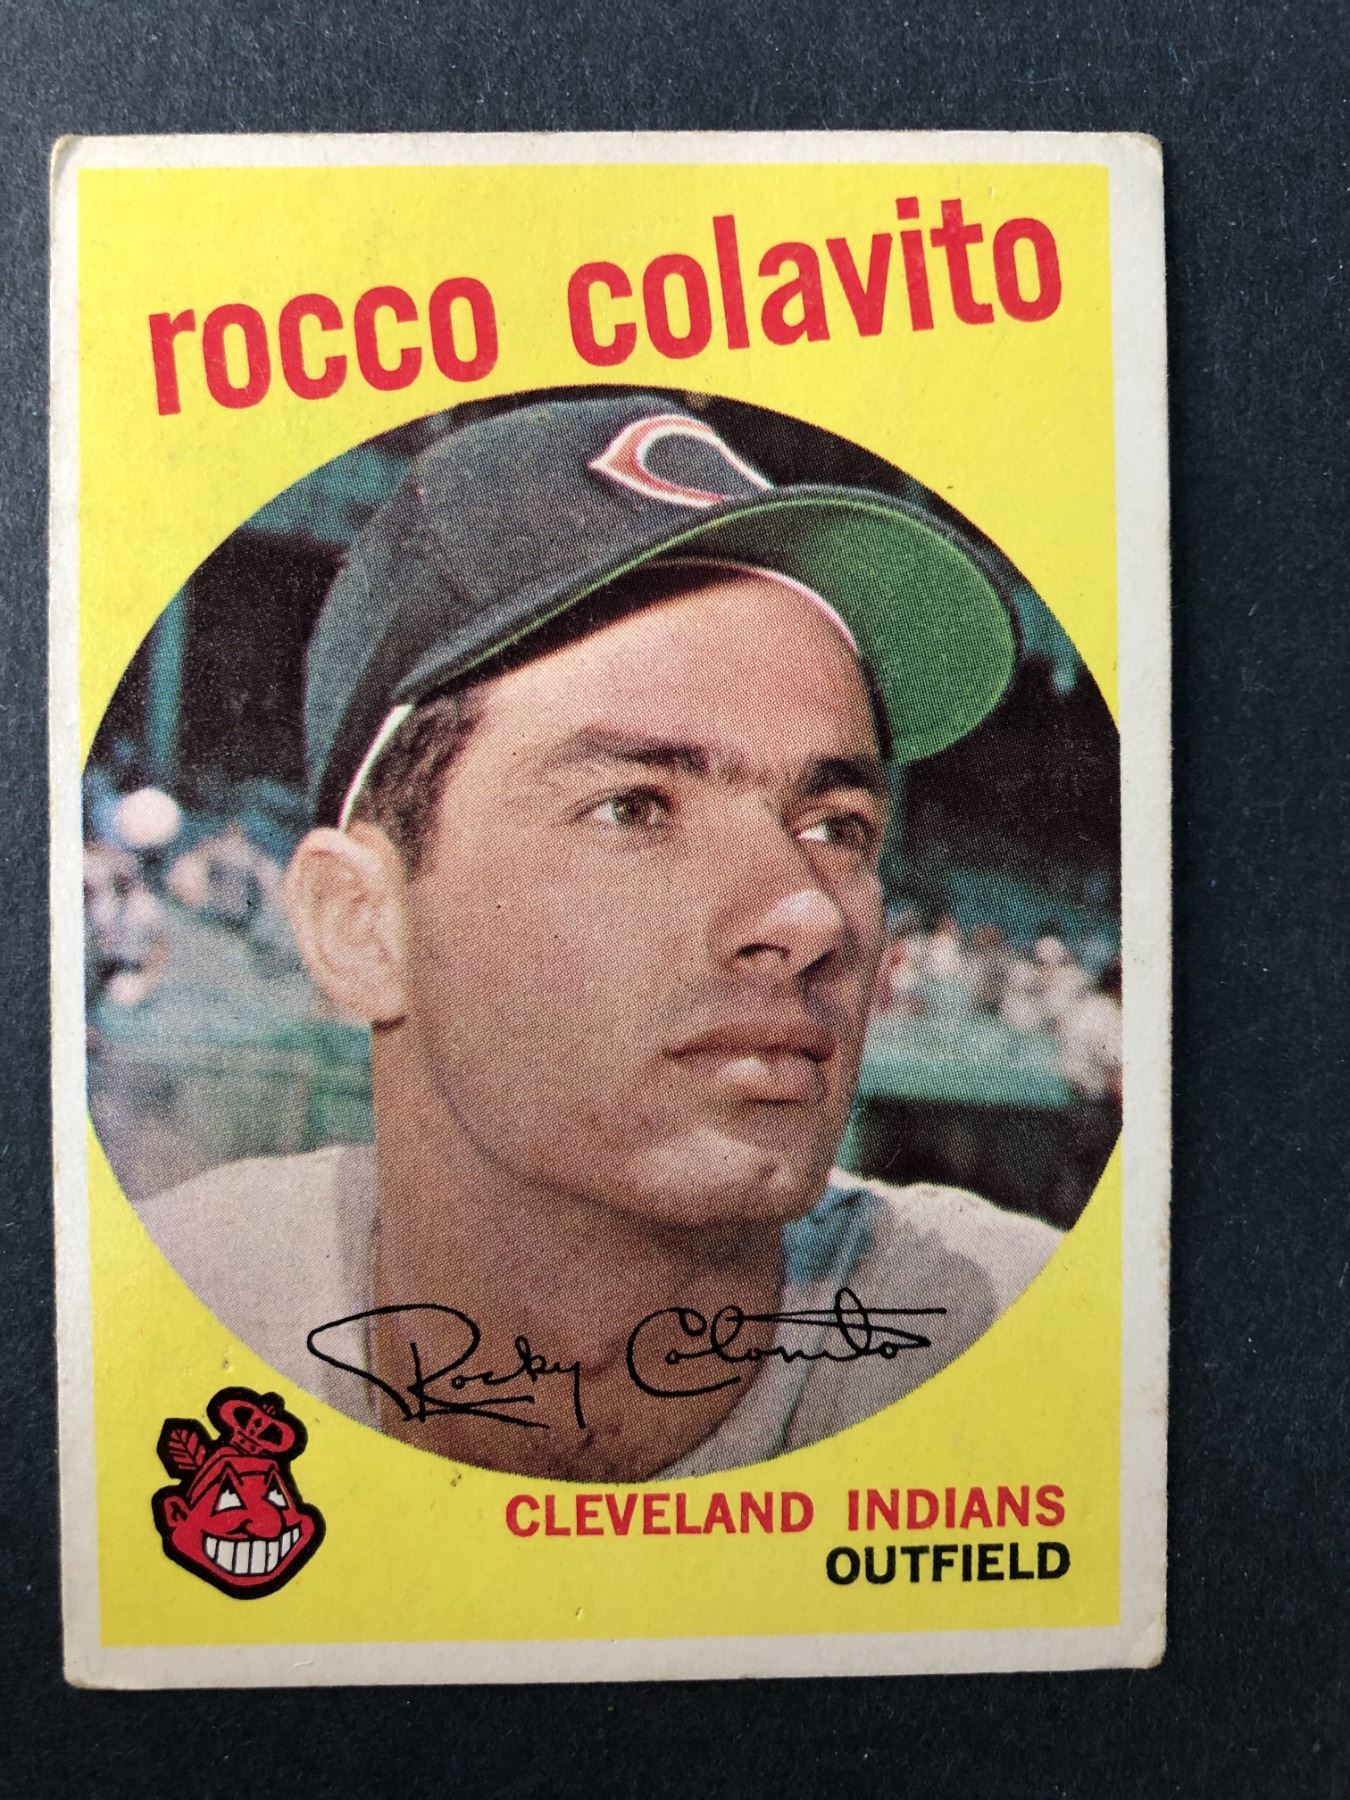 rocco colavito
Rocky Colavito
CLEVELAND INDIANS
OUTFIELD